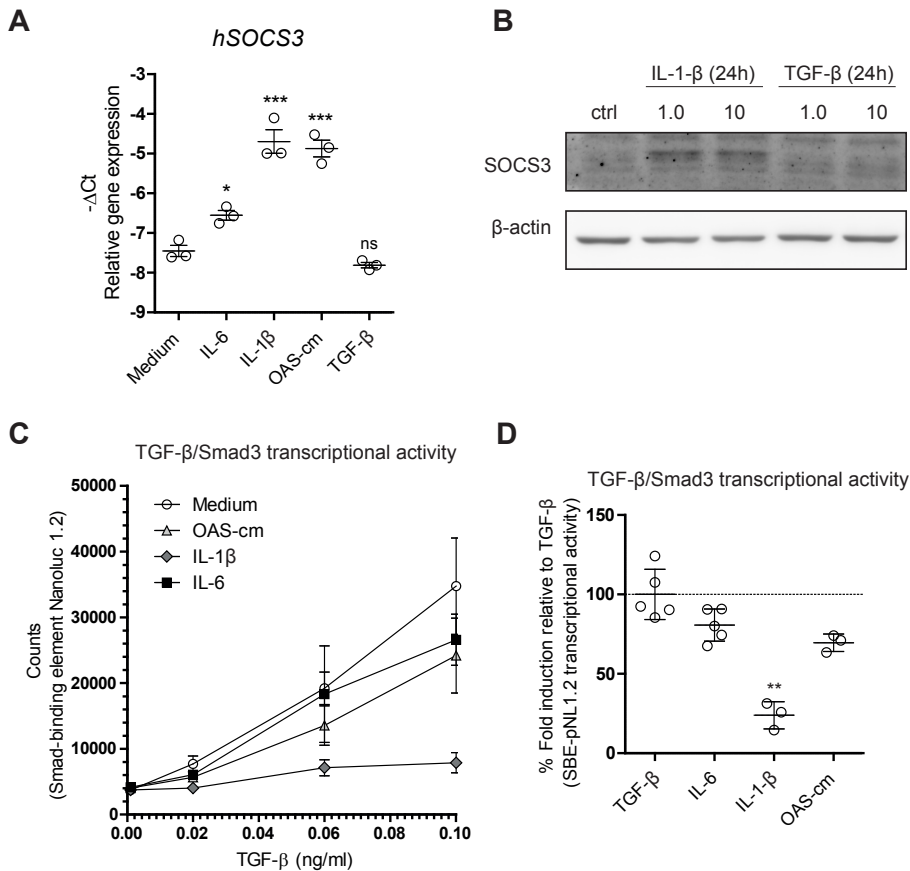 A
hSOCS3
-ΔCt
Relative gene expression
-3
-4
-5
-6
-7
-8
-9
*
***
***
ns
Medium
IL-6
IL-1β
OAS-cm
TGF-β
B
IL-1-β (24h) TGF-β (24h)
ctrl 1.0 10 1.0 10
SOCS3
β-actin
C
TGF-β/Smad3 transcriptional activity
Counts
(Smad-binding element Nanoluc 1.2)
50000
40000
30000
20000
10000
0
Medium
OAS-cm
IL-1β
IL-6
0.00 0.02 0.04 0.06 0.08 0.10
TGF-β (ng/ml)
D
TGF-β/Smad3 transcriptional activity
% Fold induction relative to TGF-β
(SBE-pNL1.2 transcriptional activity)
150
100
50
0
**
TGF-β
IL-6
IL-1-β
OAS-cm